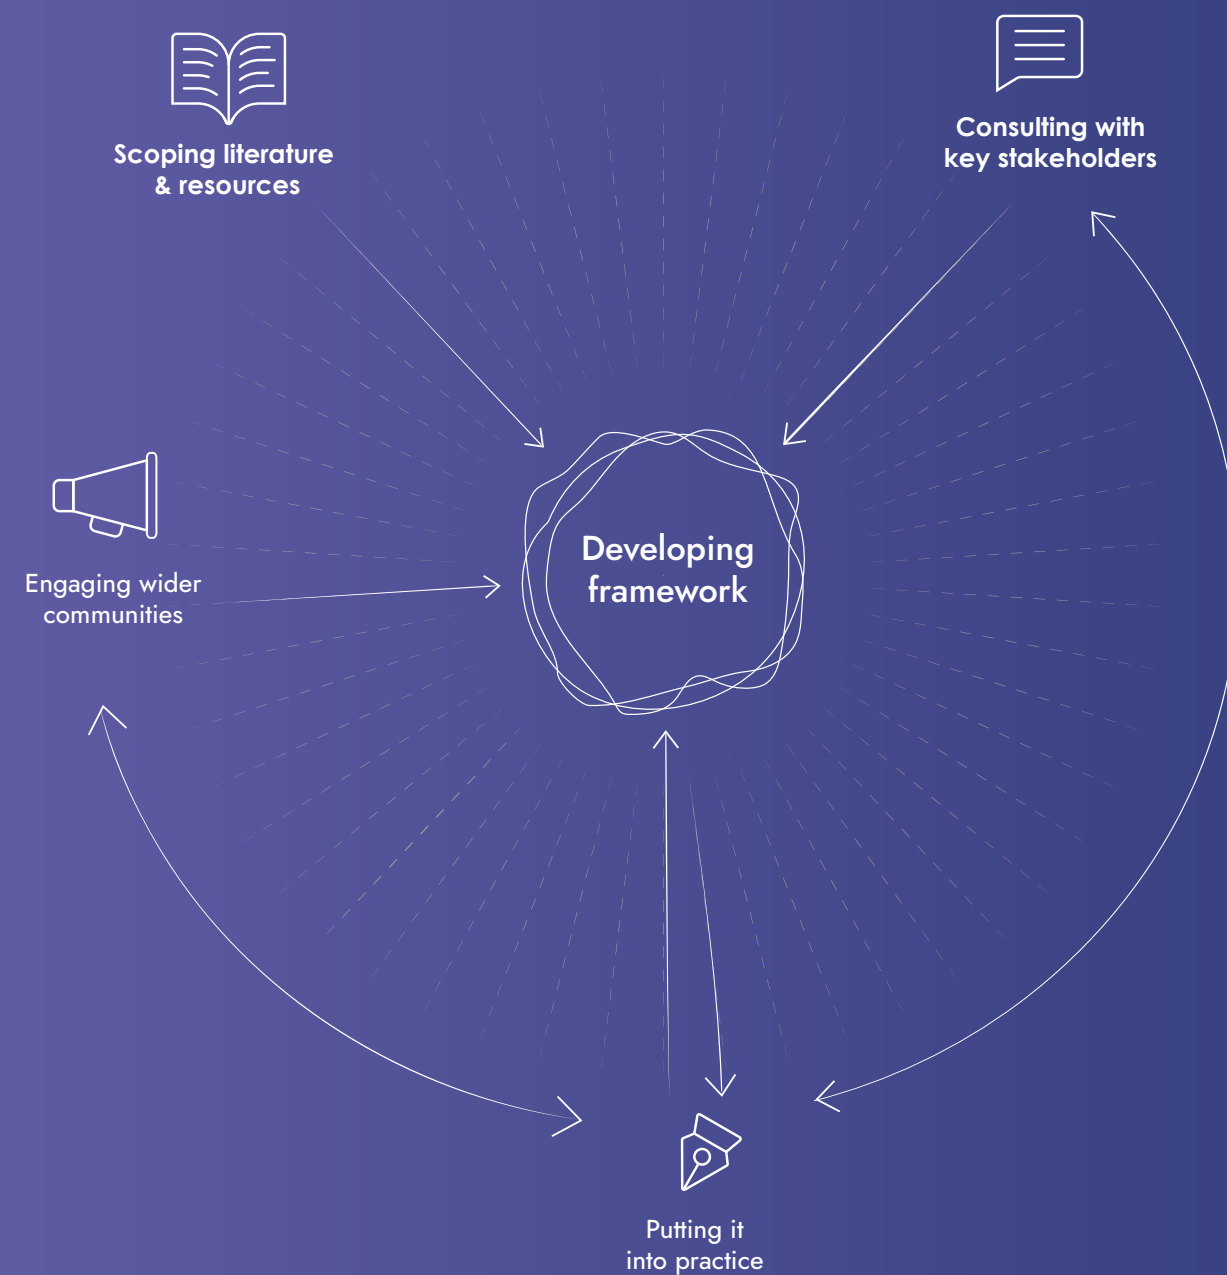 Scoping literature
& resources
Consulting with
key stakeholders
Developing
framework
Engaging wider
communities
Putting it
into practice